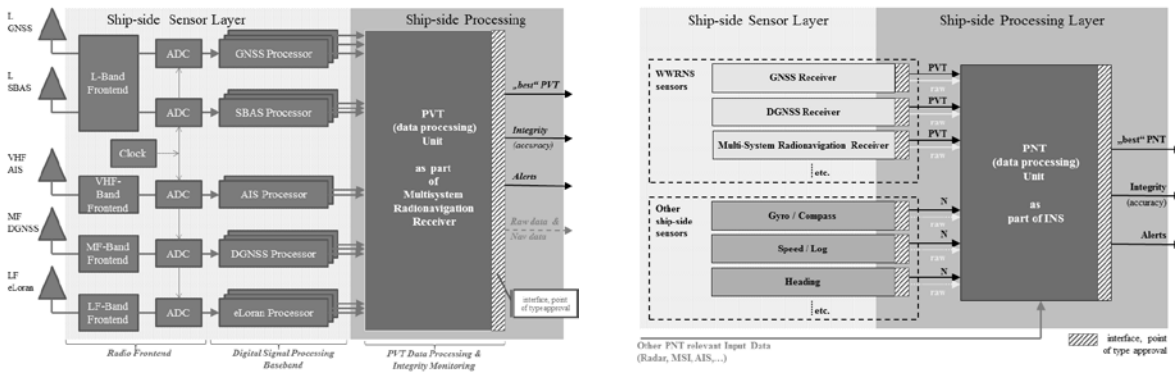 Ship-side Sensor Layer
Ship-side Processing
L
GNSS
L
SBAS
VHF
AIS
MF
DGNSS
LF
eLoran
L-Band
Frontend
VHF-
Band
Frontend
MF-Band
Frontend
LF-Band
Frontend
ADC
ADC
Clock
ADC
ADC
ADC
GNSS Processor
SBAS Processor
AIS Processor
DGNSS Processor
eLoran Processor
PVT
(data processing)
Unit
as part
of
Multisystem
Radionavigation
Receiver
„best“ PVT
Integrity
(accuracy)
Alerts
Raw data &
Nav data
interface, point
of type approval
Radio Frontend
Digital Signal Processing
Baseband
PVT Data Processing &
Integrity Monitoring
Ship-side Sensor Layer
Ship-side Processing Layer
WWRNS
sensors
GNSS Receiver
DGNSS Receiver
Multi-System Radionavigation Receiver
etc.
PVT
raw
PVT
raw
PVT
raw
Other
ship-side
sensors
Gyro / Compass
Speed / Log
Heading
etc.
N
raw
N
raw
N
raw
PNT
(data processing)
Unit
as
part of INS
„best“ PNT
Integrity
(accuracy)
Alerts
Other PNT relevant Input Data
(Radar, MSI, AIS,...)
interface, point
of type approval